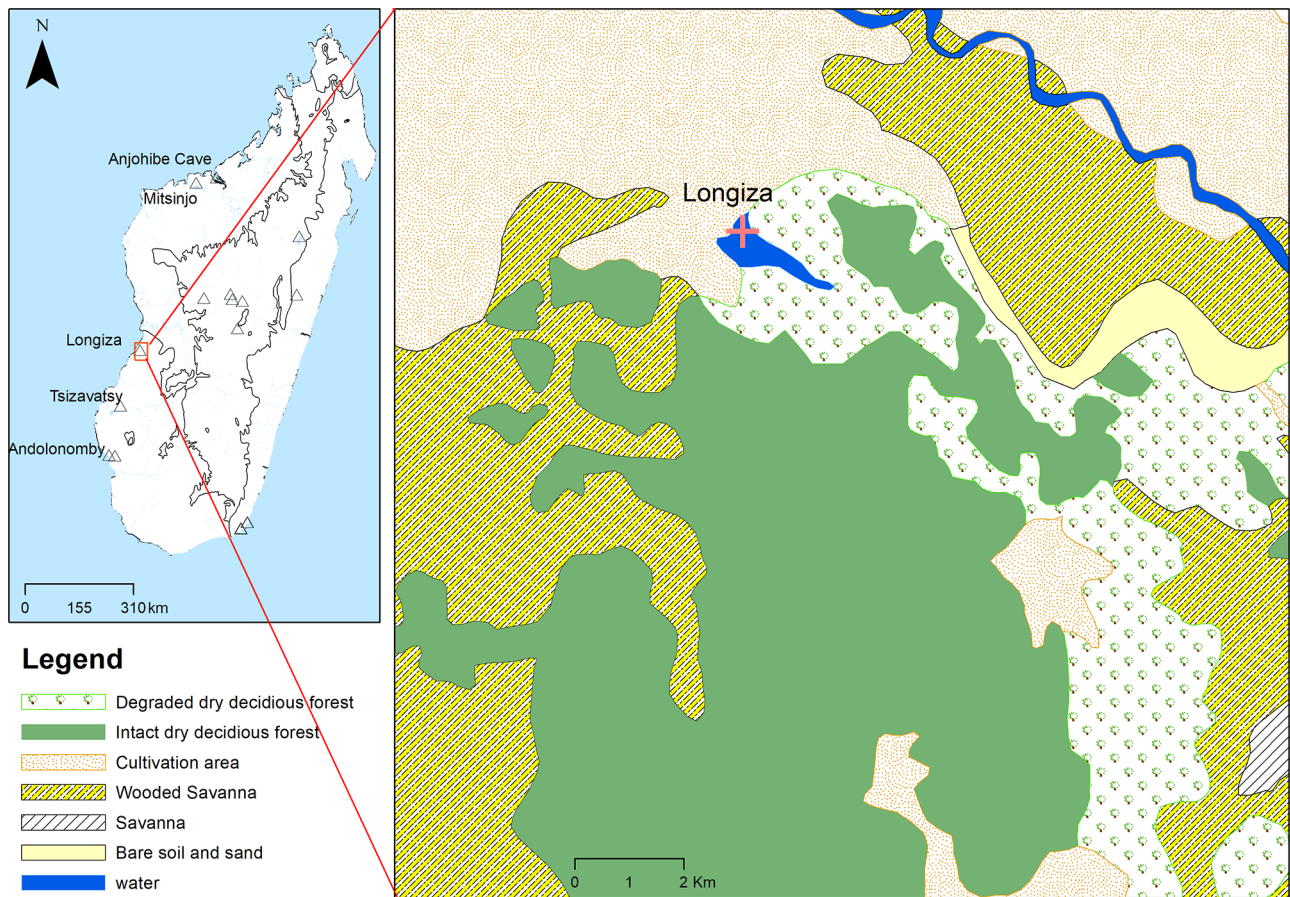 N
Anjohibe Cave
Mitsinjo
Longiza
Tsizavatsy
Andolonomby
0 155 310 km
Longiza
0 1 2 Km
Legend
Degraded dry decidious forest
Intact dry decidious forest
Cultivation area
Wooded Savanna
Savanna
Bare soil and sand
water